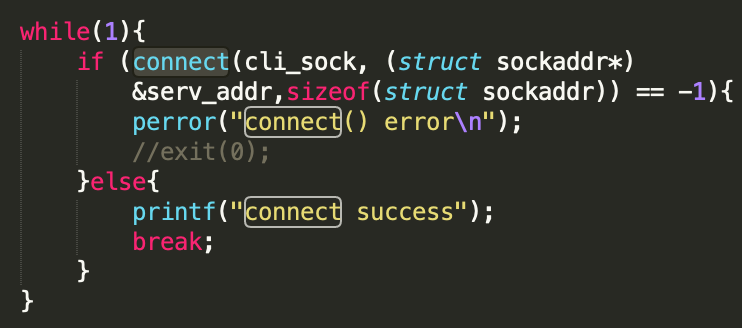 while(1){
if (connect(cli_sock, (struct sockaddr*)
&serv_addr,sizeof(struct sockaddr)) == -1){
perror("connect() error\n");
//exit(0);
}else{
printf("connect success");
break;
}
}